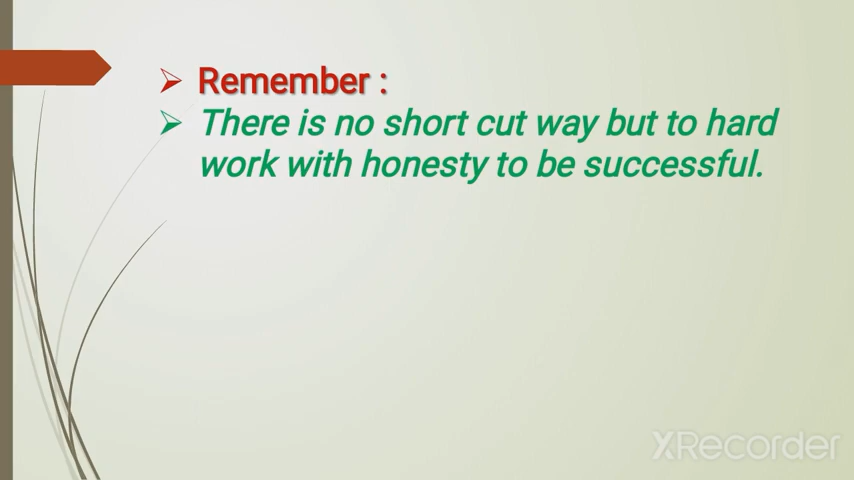 Remember :
There is no short cut way but to hard
work with honesty to be successful.
XRecorder